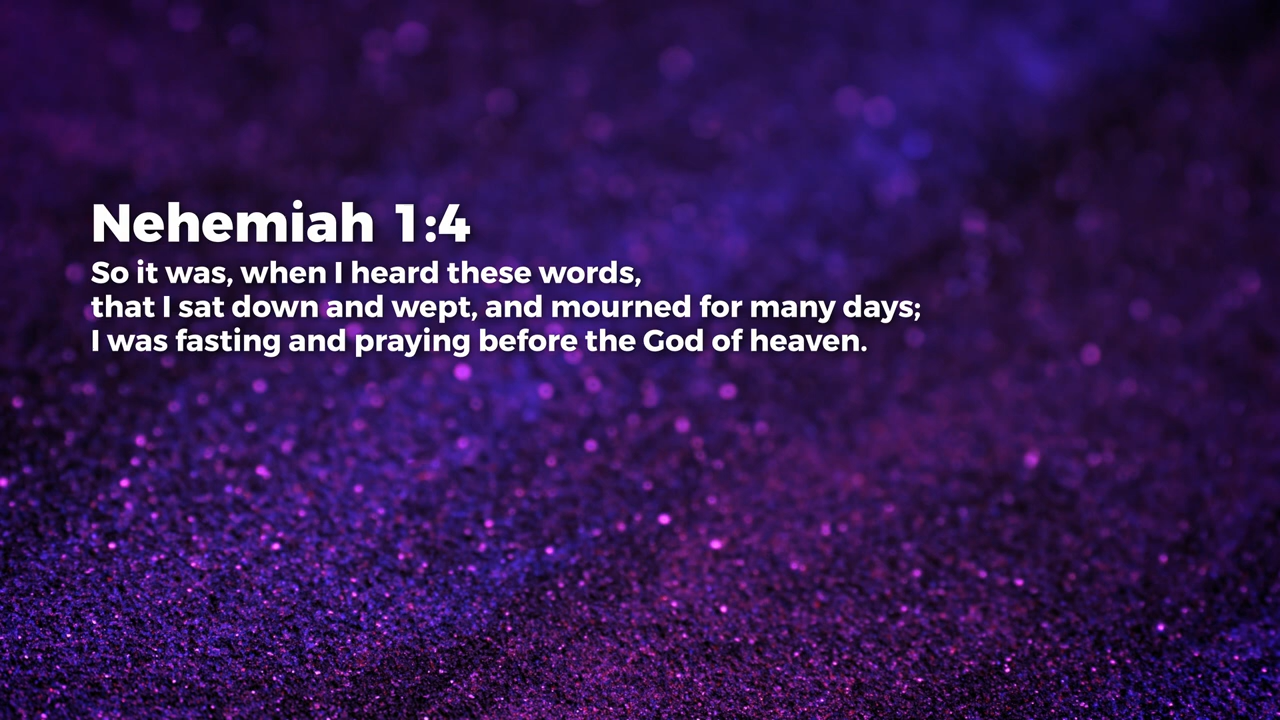 Nehemiah 1:4
So it was, when I heard these words,
that I sat down and wept, and mourned for many days;
I was fasting and praying before the God of heaven.